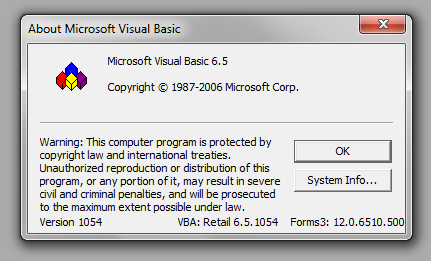 About Microsoft Visual Basic
Microsoft Visual Basic 6.5
Copyright © 1987-2006 Microsoft Corp.
Warning: This computer program is protected by
copyright law and international treaties.
Unauthorized reproduction or distribution of this
program, or any portion of it, may result in severe
civil and criminal penalties, and will be prosecuted
to the maximum extent possible under law.
OK
System Info...
Version 1054 VBA: Retail 6.5.1054 Forms3: 12.0.6510.500